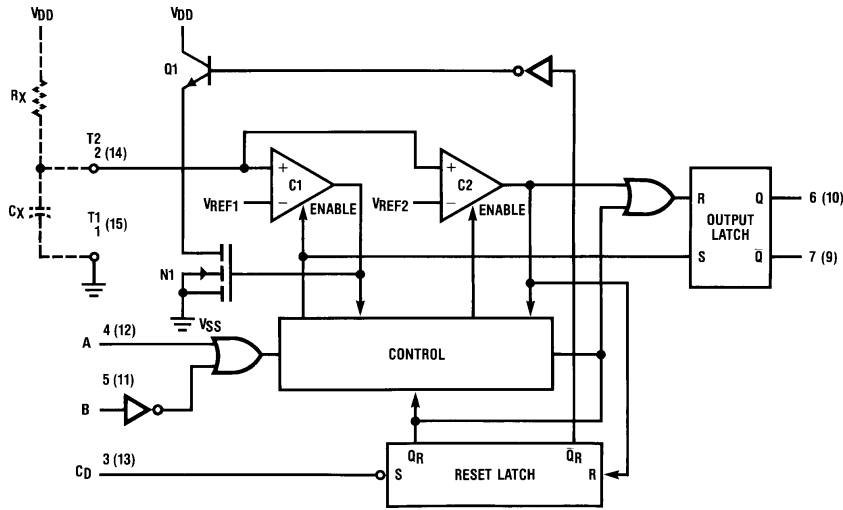 VDD VDD
Q1
RX
T2
2 (14)
CX
T1
1 (15)
+ C1 −
VREF1
ENABLE
+ C2 −
VREF2
ENABLE
R Q
OUTPUT
LATCH
S Q̅
6 (10)
7 (9)
N1
VSS
A 4 (12)
CONTROL
B 5 (11)
CD 3 (13)
QR Q̅R
S RESET LATCH R